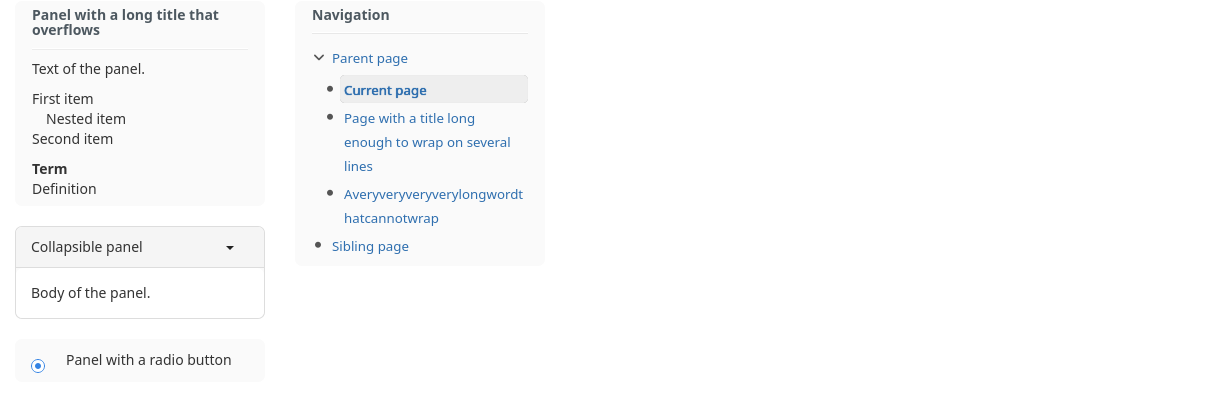 Panel with a long title that
overflows
Text of the panel.
First item
Nested item
Second item
Term
Definition
Collapsible panel
Body of the panel.
Panel with a radio button
Navigation
Parent page
Current page
Page with a title long
enough to wrap on several
lines
Averyveryveryverylongwordt
hatcannotwrap
Sibling page